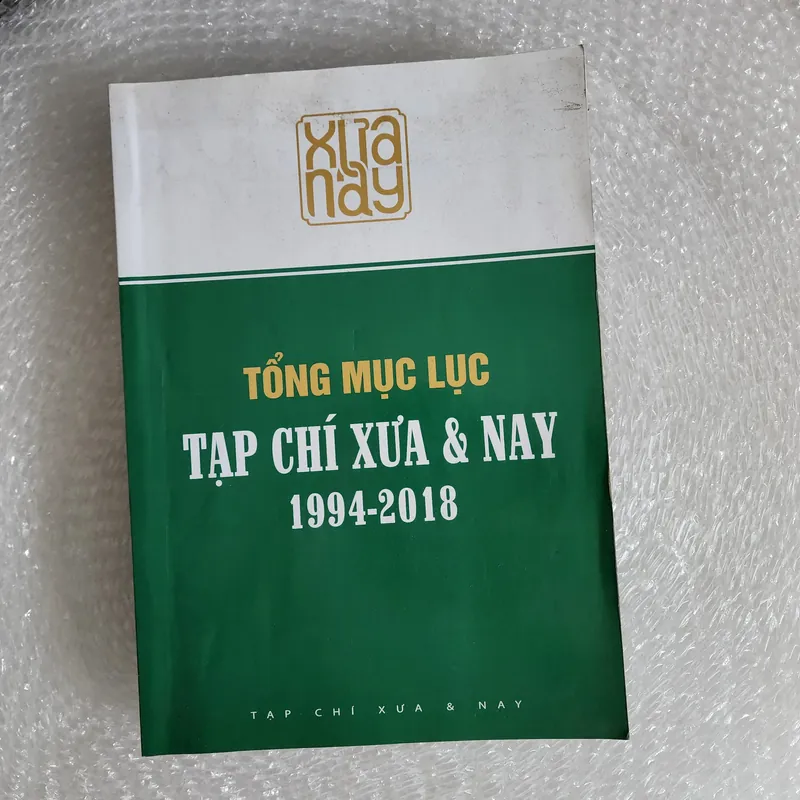 Xưa
nay
TỔNG MỤC LỤC
TẠP CHÍ XƯA & NAY
1994-2018
TẠP CHÍ XƯA & NAY